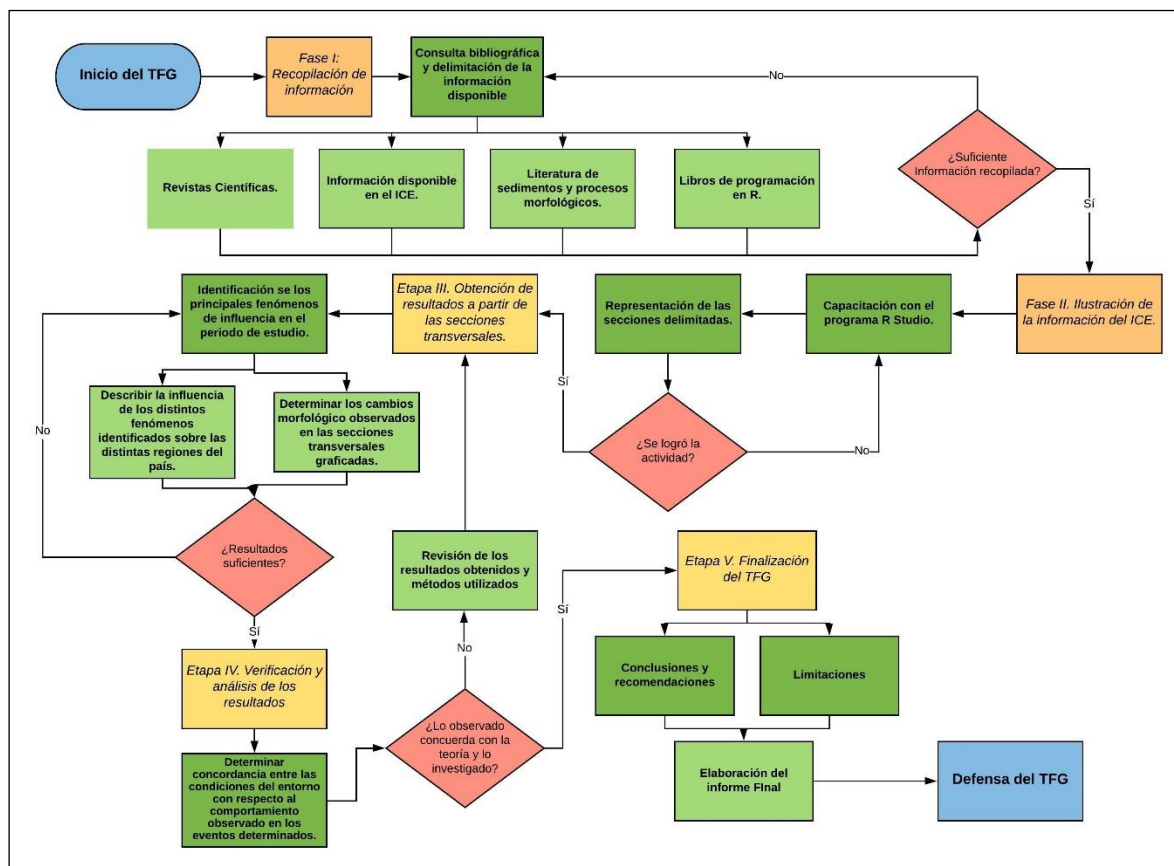 Inicio del TFG
Fase I:
Recopilación de
información
Consulta bibliográfica
y delimitación de la
información
disponible
No
¿Suficiente
Información recopilada?
Sí
Revistas Científicas.
Información disponible
en el ICE.
Literatura de
sedimentos y procesos
morfológicos.
Libros de programación
en R.
Identificación se los
principales fenómenos
de influencia en el
periodo de estudio.
Etapa III. Obtención de
resultados a partir de
las secciones
transversales.
Representación de las
secciones delimitadas.
Capacitación con el
programa R Studio.
Fase II. Ilustración de
la información del ICE.
Sí
¿Se logró la
actividad?
No
Describir la influencia
de los distintos
fenómenos
identificados sobre las
distintas regiones del
país.
Determinar los cambios
morfológico observados
en las secciones
transversales
graficadas.
No
¿Resultados
suficientes?
Sí
Revisión de los
resultados obtenidos y
métodos utilizados
No
Etapa V. Finalización
del TFG
Sí
Etapa IV. Verificación y
análisis de los
resultados
Conclusiones y
recomendaciones
Limitaciones
¿Lo observado
concuerda con la
teoría y lo
investigado?
Determinar
concordancia entre las
condiciones del entorno
con respecto al
comportamiento
observado en los
eventos determinados.
Elaboración del
informe FInal
Defensa del TFG